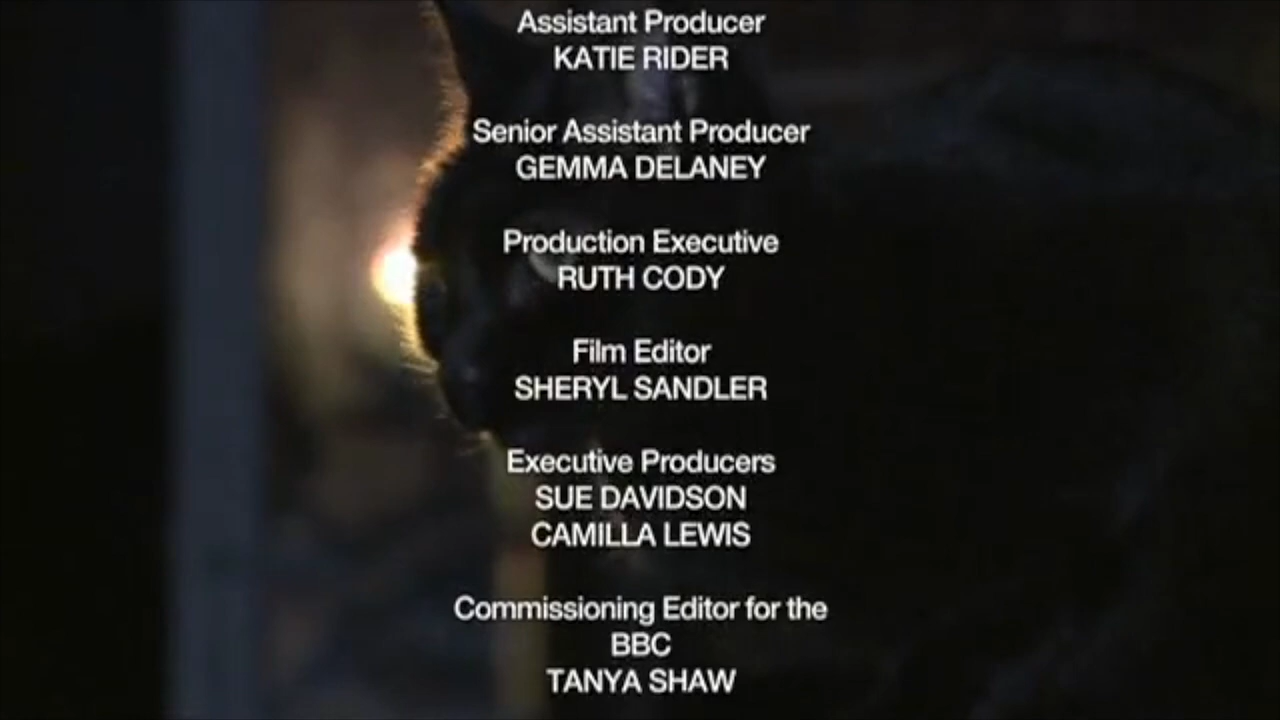 Assistant Producer
KATIE RIDER
Senior Assistant Producer
GEMMA DELANEY
Production Executive
RUTH CODY
Film Editor
SHERYL SANDLER
Executive Producers
SUE DAVIDSON
CAMILLA LEWIS
Commissioning Editor for the
BBC
TANYA SHAW